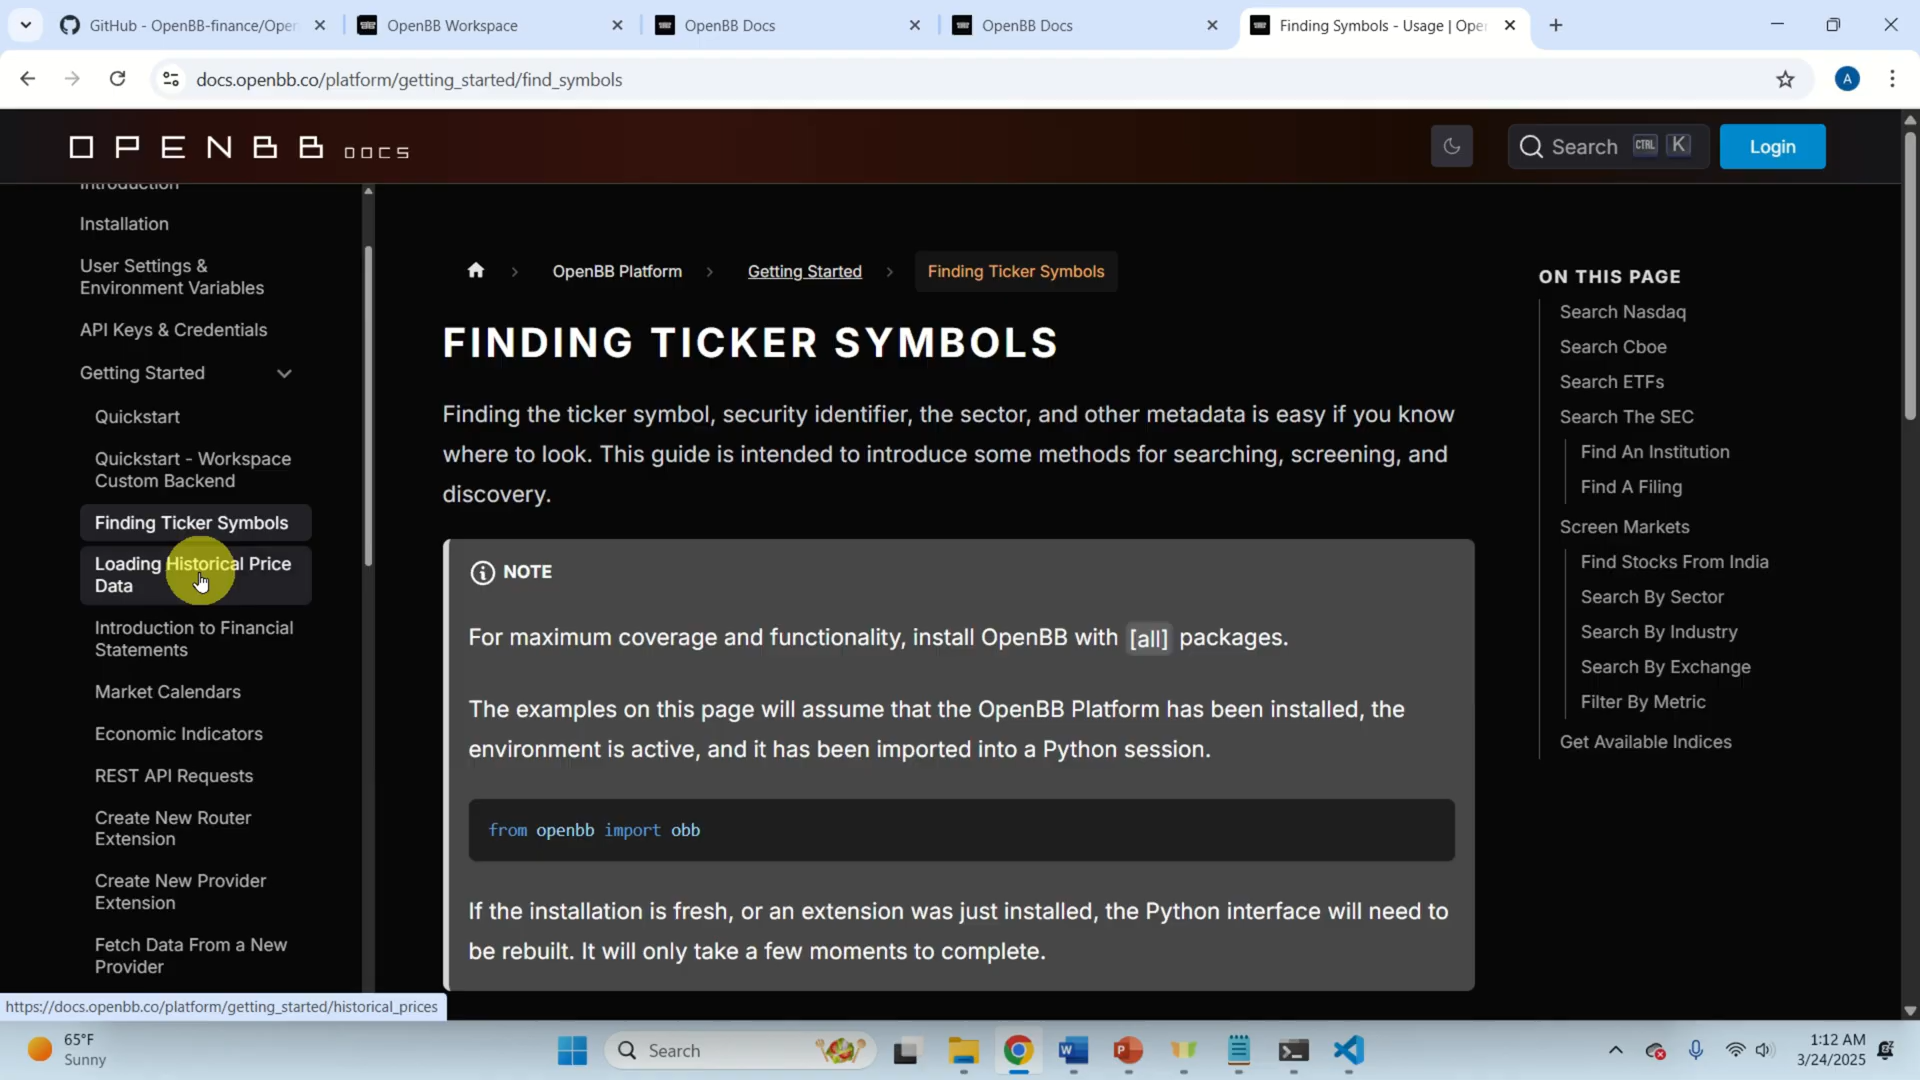 GitHub - OpenBB-finance/Open
OpenBB Workspace
OpenBB Docs
OpenBB Docs
Finding Symbols - Usage | Ope
docs.openbb.co/platform/getting_started/find_symbols
A
OPENBB DOCS
Search CTRL K
Login
Introduction
Installation
User Settings &
Environment Variables
API Keys & Credentials
Getting Started
Quickstart
Quickstart - Workspace
Custom Backend
Finding Ticker Symbols
Loading Historical Price
Data
Introduction to Financial
Statements
Market Calendars
Economic Indicators
REST API Requests
Create New Router
Extension
Create New Provider
Extension
Fetch Data From a New
Provider
OpenBB Platform
Getting Started
Finding Ticker Symbols
FINDING TICKER SYMBOLS
Finding the ticker symbol, security identifier, the sector, and other metadata is easy if you know
where to look. This guide is intended to introduce some methods for searching, screening, and
discovery.
NOTE
For maximum coverage and functionality, install OpenBB with [all] packages.
The examples on this page will assume that the OpenBB Platform has been installed, the
environment is active, and it has been imported into a Python session.
from openbb import obb
If the installation is fresh, or an extension was just installed, the Python interface will need to
be rebuilt. It will only take a few moments to complete.
ON THIS PAGE
Search Nasdaq
Search Cboe
Search ETFs
Search The SEC
Find An Institution
Find A Filing
Screen Markets
Find Stocks From India
Search By Sector
Search By Industry
Search By Exchange
Filter By Metric
Get Available Indices
https://docs.openbb.co/platform/getting_started/historical_prices
65°F
Sunny
Search
1:12 AM
3/24/2025